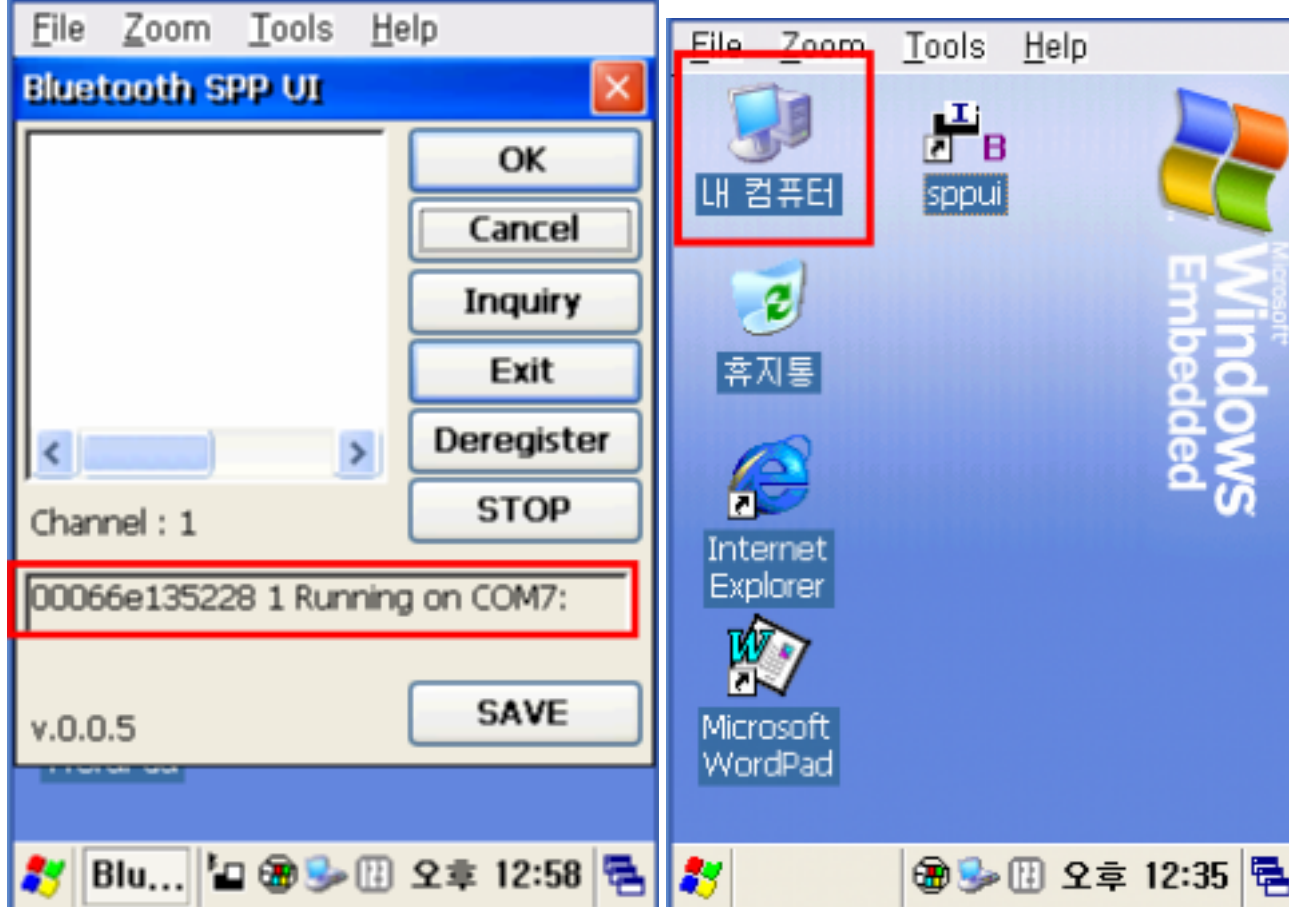 File Zoom Tools Help
Bluetooth SPP UI
OK
Cancel
Inquiry
Exit
Deregister
STOP
Channel : 1
00066e135228 1 Running on COM7:
SAVE
v.0.0.5
Blu...
오후 12:58
File Zoom Tools Help
내 컴퓨터
I
B
sppui
휴지통
Internet
Explorer
W
Microsoft
WordPad
Microsoft
Windows
Embedded
오후 12:35